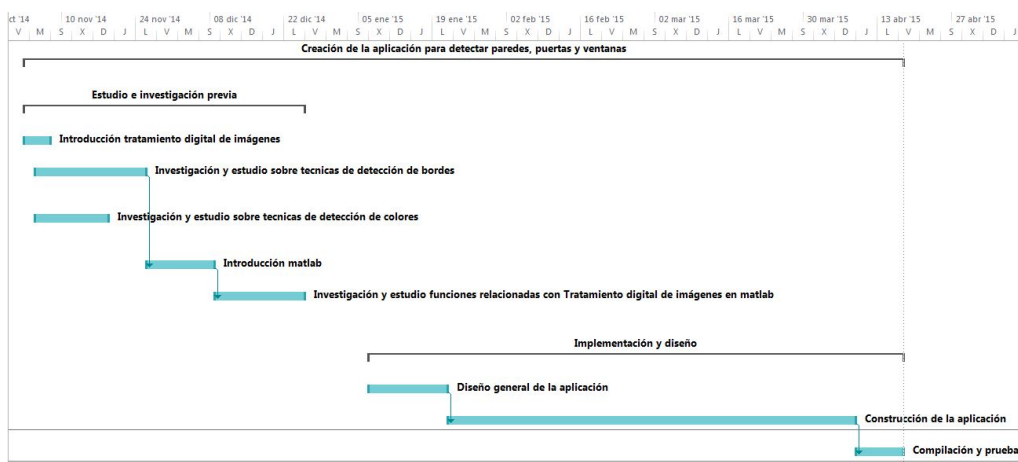 ct '14 10 nov '14 24 nov '14 08 dic '14 22 dic '14 05 ene '15 19 ene '15 02 feb '15 16 feb '15 02 mar '15 16 mar '15 30 mar '15 13 abr '15 27 abr '15
V M S X D J L V M S X D J L V M S X D J L V M S X D J L V M S X D J L V M S X D J L V M S X D J L V M S X D J
Creación de la aplicación para detectar paredes, puertas y ventanas
Estudio e investigación previa
Introducción tratamiento digital de imágenes
Investigación y estudio sobre tecnicas de detección de bordes
Investigación y estudio sobre tecnicas de detección de colores
Introducción matlab
Investigación y estudio funciones relacionadas con Tratamiento digital de imágenes en matlab
Implementación y diseño
Diseño general de la aplicación
Construcción de la aplicación
Compilación y prueba